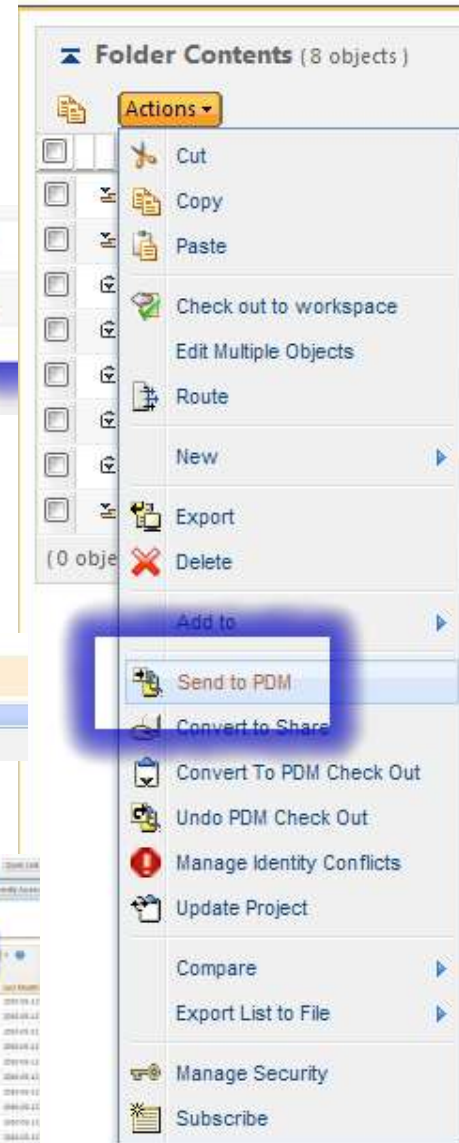 Folder Contents (8 objects)
Actions
Cut
Copy
Paste
Check out to workspace
Edit Multiple Objects
Route
New
Export
(0 obje
Delete
Add to
Send to PDM
Convert to Share
Convert To PDM Check Out
Undo PDM Check Out
Manage Identity Conflicts
Update Project
Compare
Export List to File
Manage Security
Subscribe